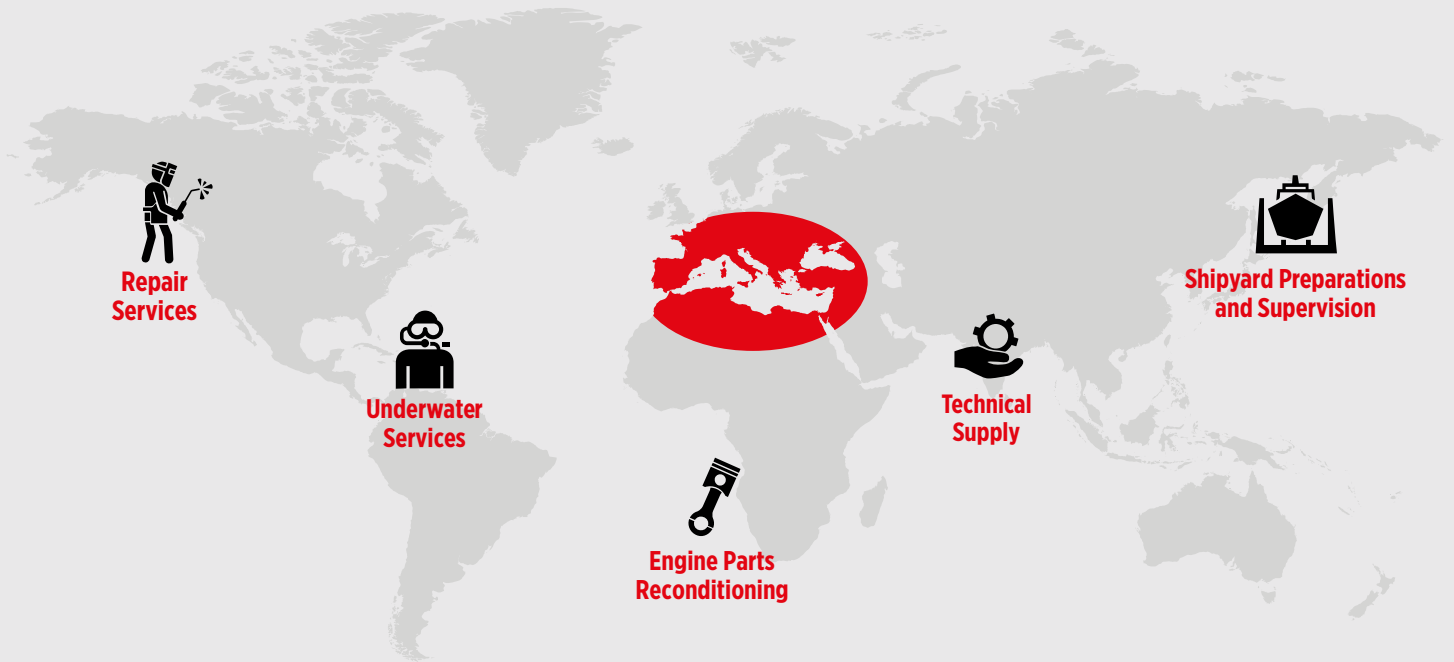 Repair
Services
Underwater
Services
Engine Parts
Reconditioning
Technical
Supply
Shipyard Preparations
and Supervision